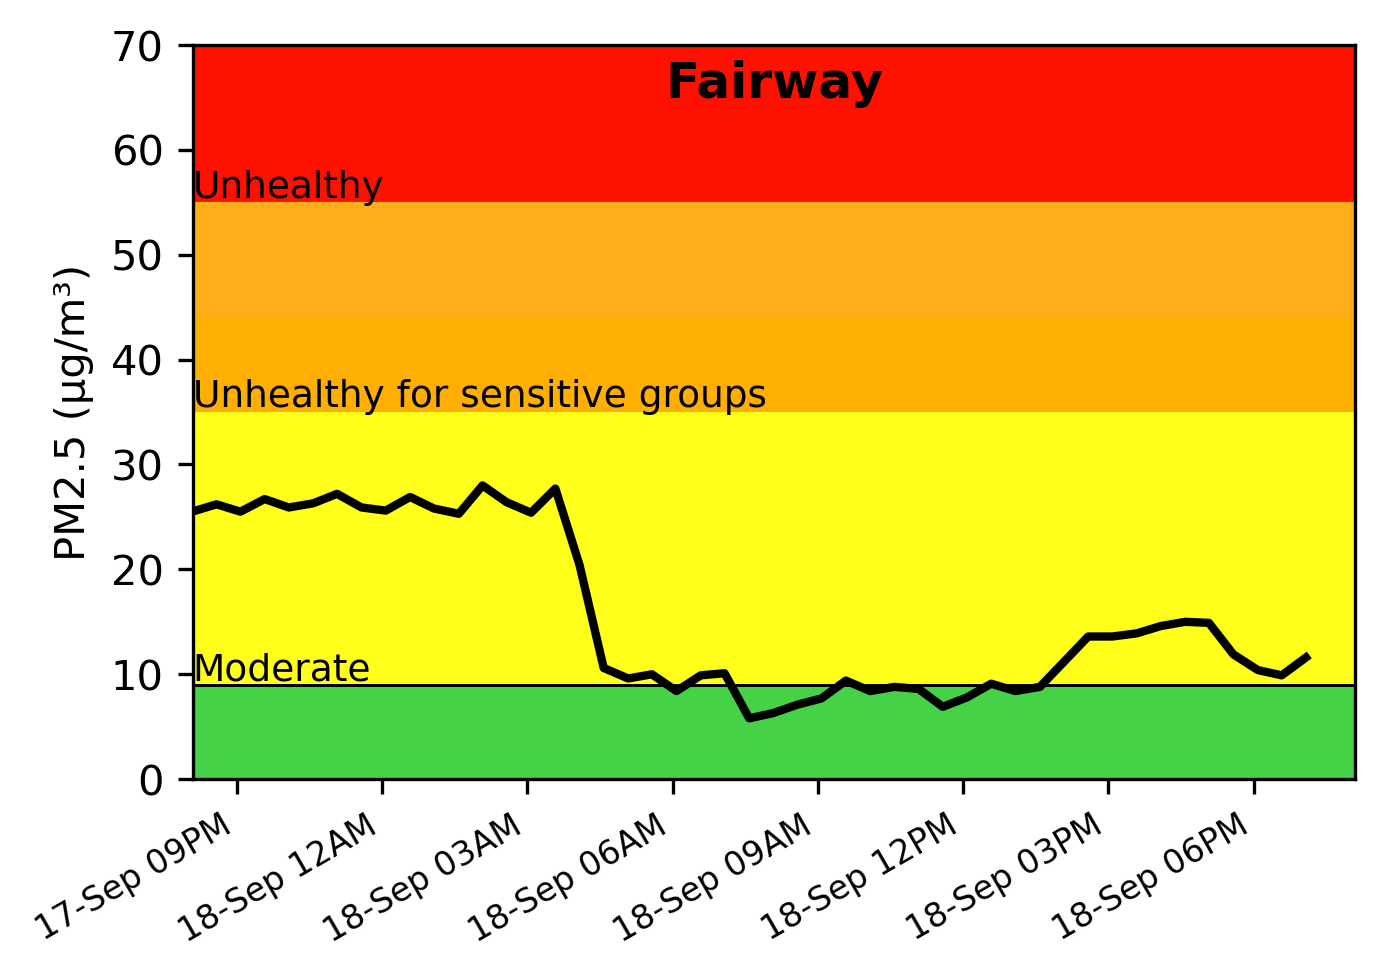 Fairway
PM2.5 (µg/m³)
70
60
50
40
30
20
10
0
Unhealthy
Unhealthy for sensitive groups
Moderate
17-Sep 09PM
18-Sep 12AM
18-Sep 03AM
18-Sep 06AM
18-Sep 09AM
18-Sep 12PM
18-Sep 03PM
18-Sep 06PM